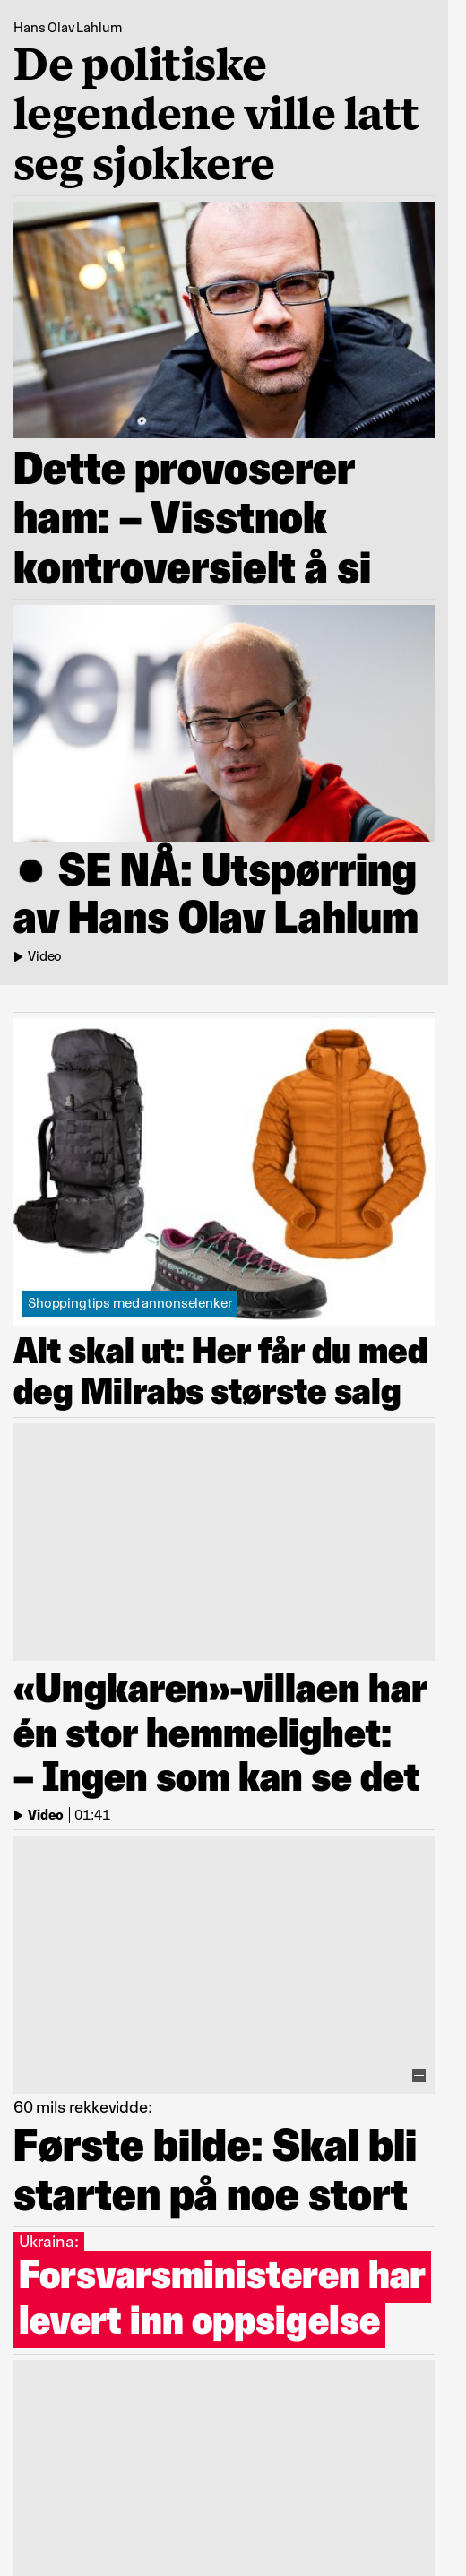 Hans Olav Lahlum
De politiske
legendene ville latt
seg sjokkere
Dette provoserer
ham: – Visstnok
kontroversielt å si
● SE NÅ: Utspørring
av Hans Olav Lahlum
Video
Shoppingtips med annonselenker
Alt skal ut: Her får du med
deg Milrabs største salg
«Ungkaren»-villaen har
én stor hemmelighet:
– Ingen som kan se det
Video | 01:41
60 mils rekkevidde:
Første bilde: Skal bli
starten på noe stort
Ukraina:
Forsvarsministeren har
levert inn oppsigelse